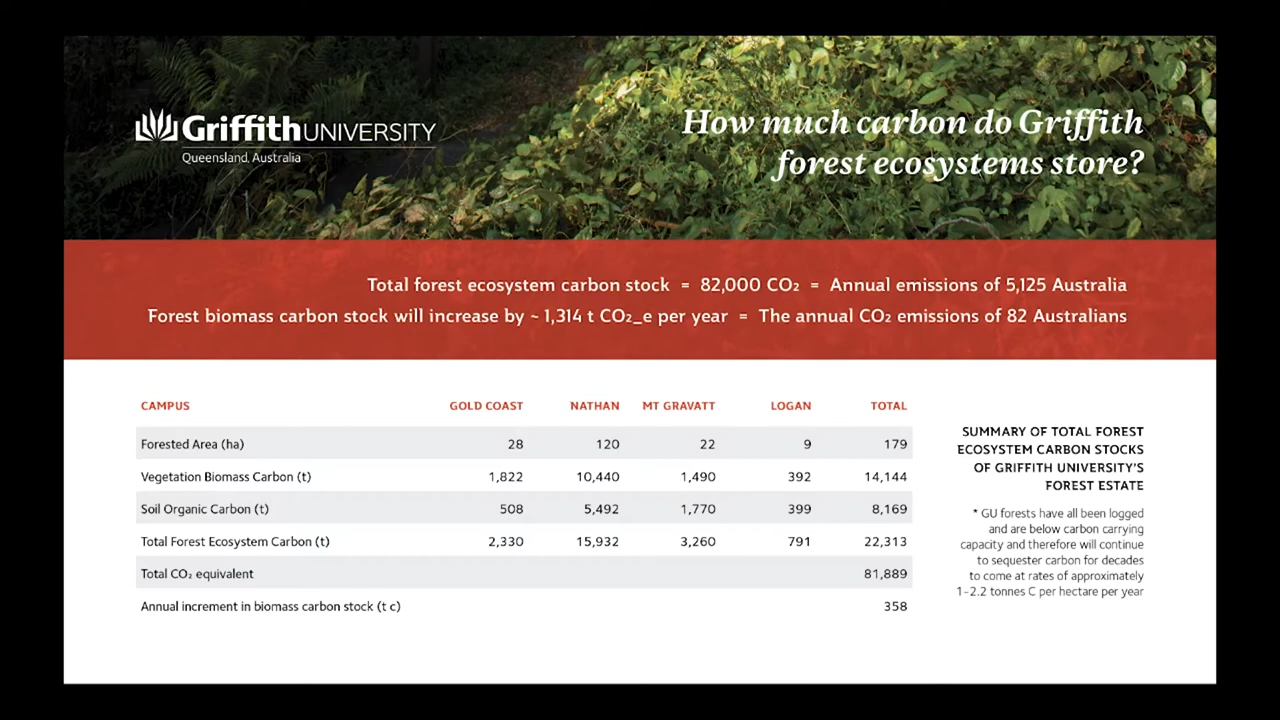 Griffith UNIVERSITY
Queensland, Australia
How much carbon do Griffith
forest ecosystems store?
Total forest ecosystem carbon stock = 82,000 CO₂ = Annual emissions of 5,125 Australia
Forest biomass carbon stock will increase by ~ 1,314 t CO₂_e per year = The annual CO₂ emissions of 82 Australians
CAMPUS GOLD COAST NATHAN MT GRAVATT LOGAN TOTAL
Forested Area (ha) 28 120 22 9 179
Vegetation Biomass Carbon (t) 1,822 10,440 1,490 392 14,144
Soil Organic Carbon (t) 508 5,492 1,770 399 8,169
Total Forest Ecosystem Carbon (t) 2,330 15,932 3,260 791 22,313
Total CO₂ equivalent 81,889
Annual increment in biomass carbon stock (t c) 358
SUMMARY OF TOTAL FOREST
ECOSYSTEM CARBON STOCKS
OF GRIFFITH UNIVERSITY'S
FOREST ESTATE
* GU forests have all been logged
and are below carbon carrying
capacity and therefore will continue
to sequester carbon for decades
to come at rates of approximately
1-2.2 tonnes C per hectare per year